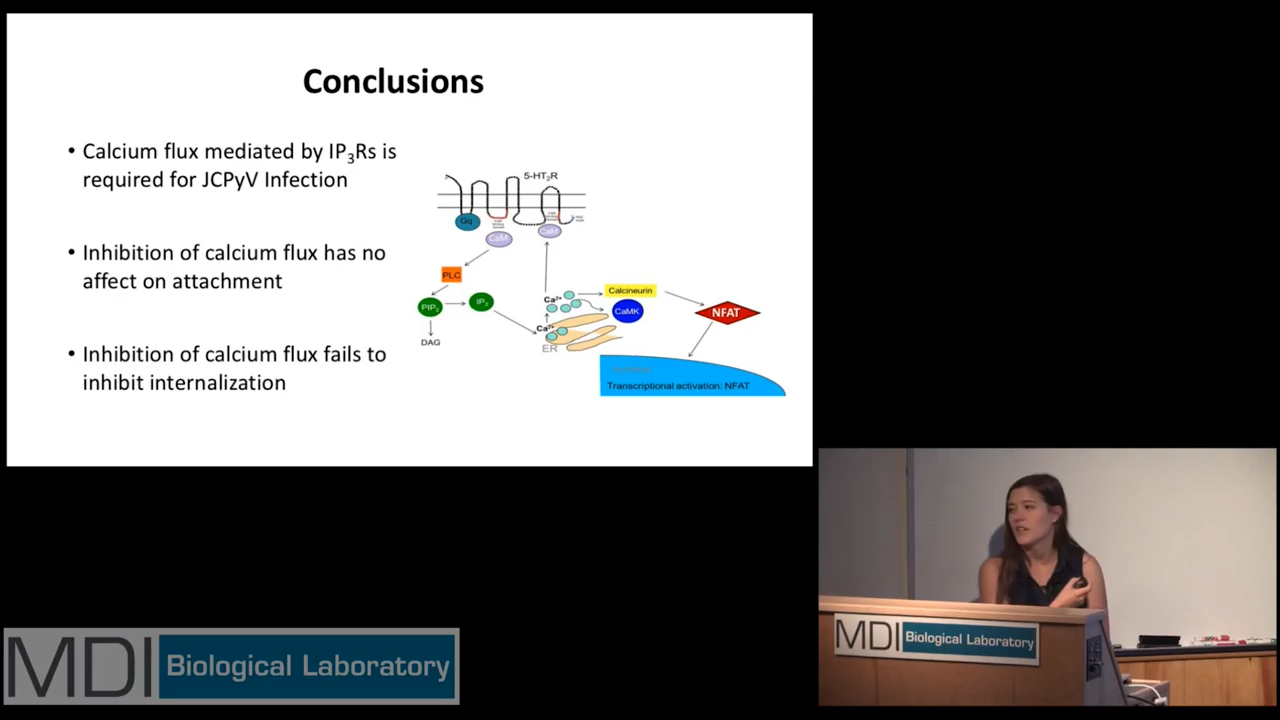 Conclusions
• Calcium flux mediated by IP₃Rs is
required for JCPyV Infection
• Inhibition of calcium flux has no
affect on attachment
• Inhibition of calcium flux fails to
inhibit internalization
5-HT₂R
Gq
CaM
CaM
PLC
PIP₂
IP₃
DAG
Ca²⁺
Ca²⁺
ER
Calcineurin
CaMK
NFAT
Transcriptional activation: NFAT
MDI Biological Laboratory
MDI Biological Laboratory